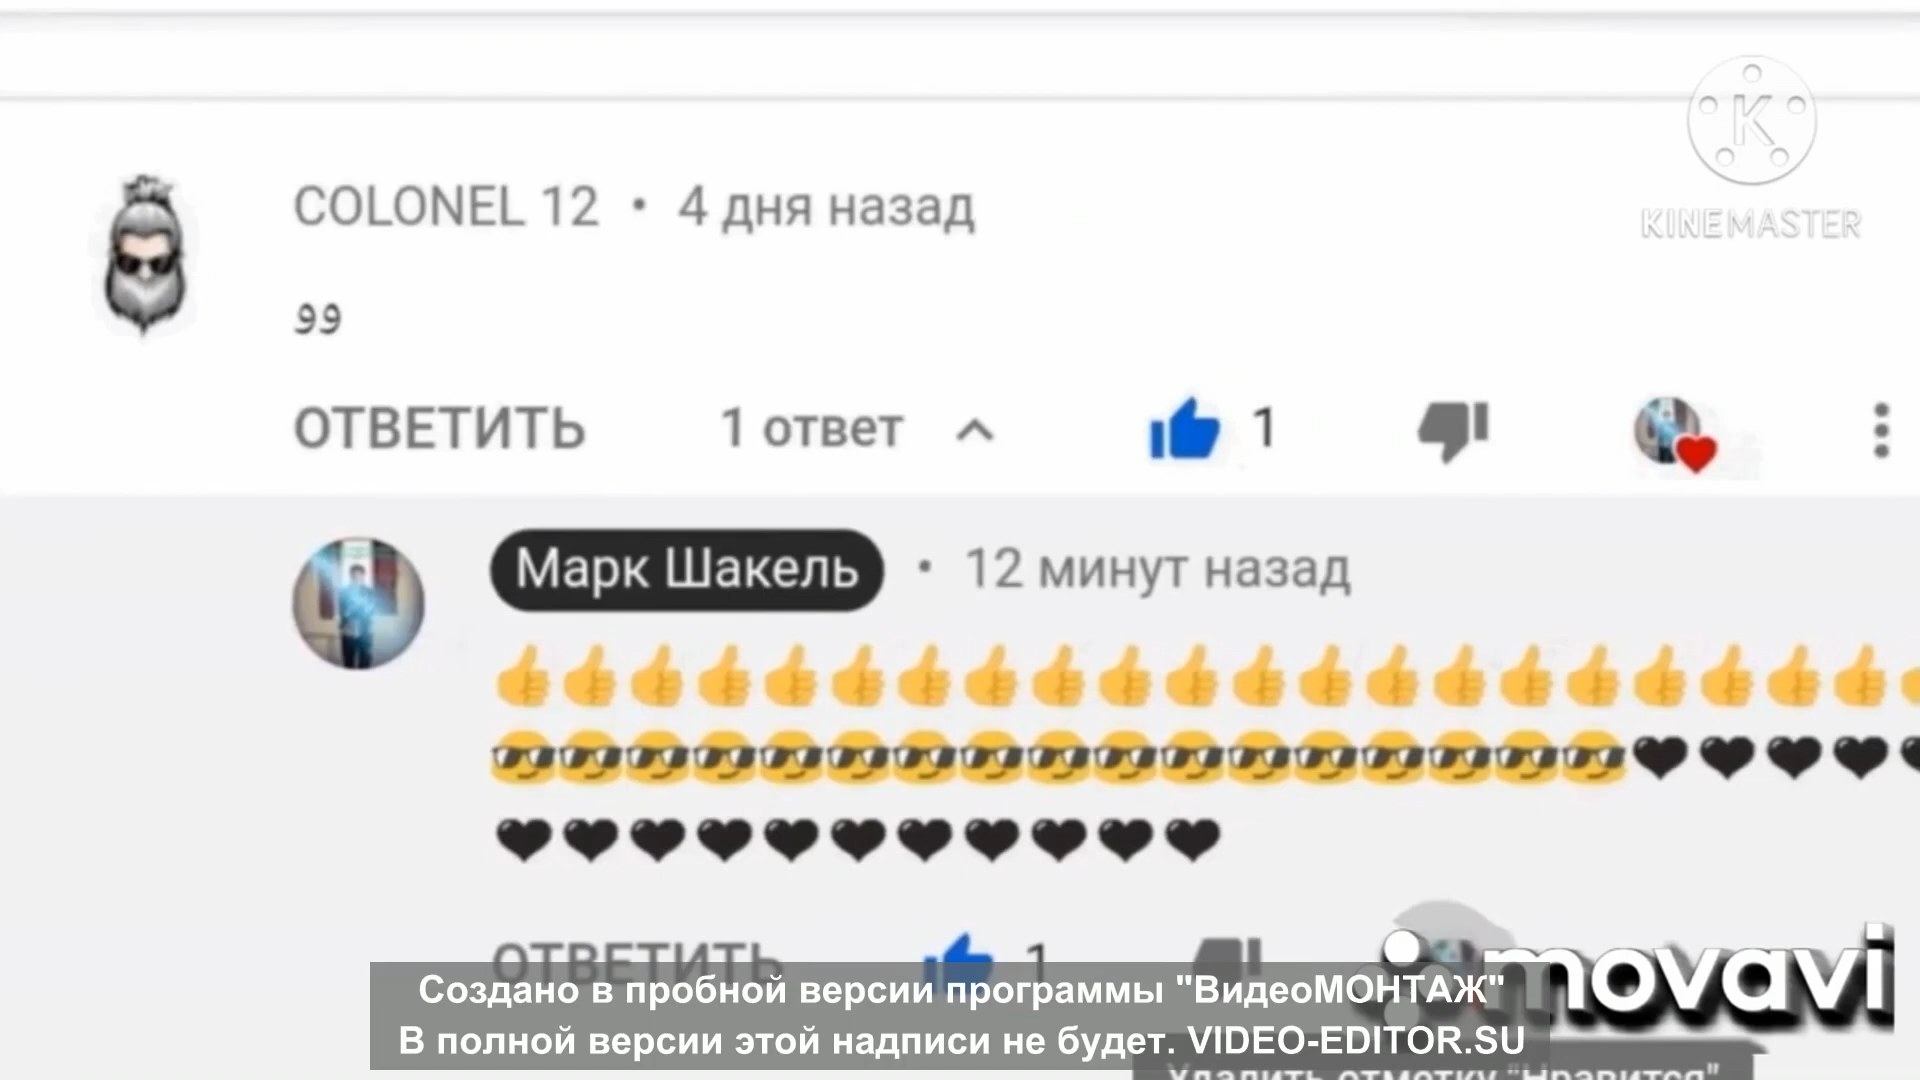 KINEMASTER
COLONEL 12 • 4 дня назад
وو
ОТВЕТИТЬ 1 ответ 1
Марк Шакель • 12 минут назад
👍👍👍👍👍👍👍👍👍👍👍👍👍👍👍👍👍👍👍👍👍
😎😎😎😎😎😎😎😎😎😎😎😎😎😎😎😎😎🖤🖤🖤🖤
🖤🖤🖤🖤🖤🖤🖤🖤🖤🖤🖤
ОТВЕТИТЬ 1
movavi
Создано в пробной версии программы "ВидеоМОНТАЖ"
В полной версии этой надписи не будет. VIDEO-EDITOR.SU
Удалить отметку "Нравится"